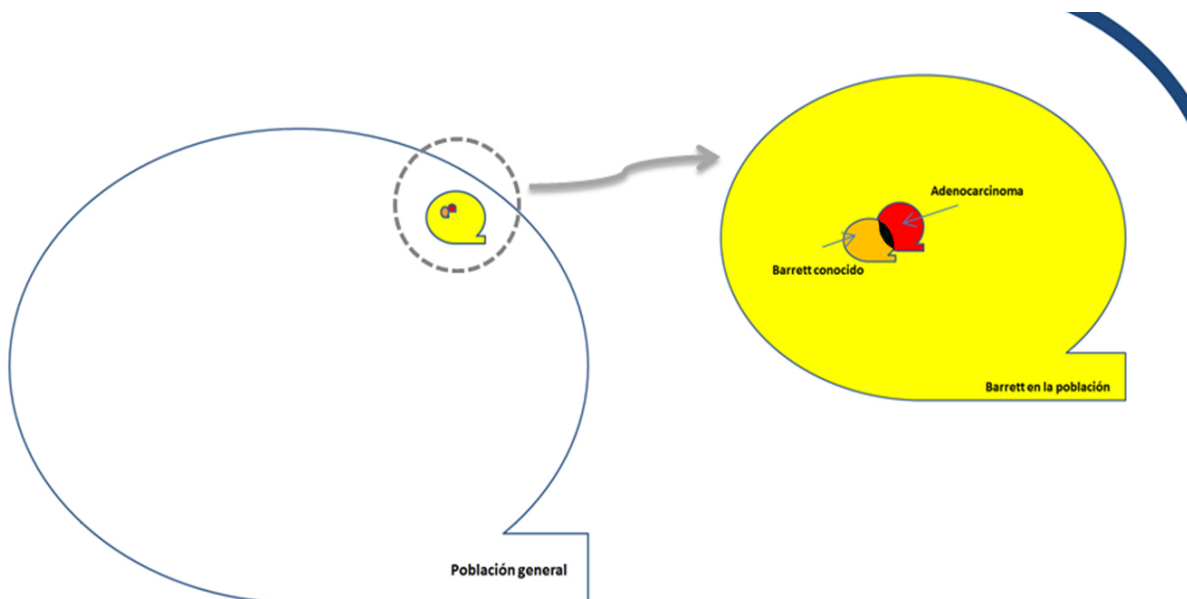 Adenocarcinoma
Barrett conocido
Barrett en la población
Población general